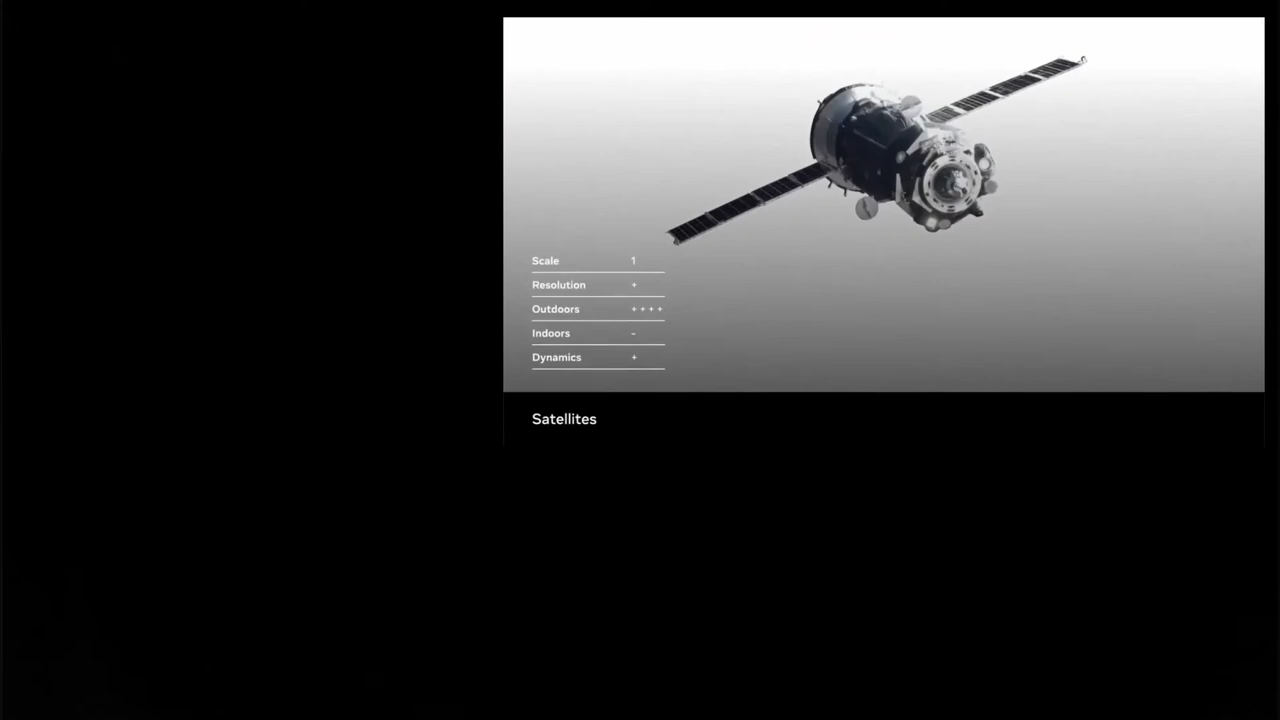 Scale 1
Resolution +
Outdoors ++++
Indoors -
Dynamics +
Satellites